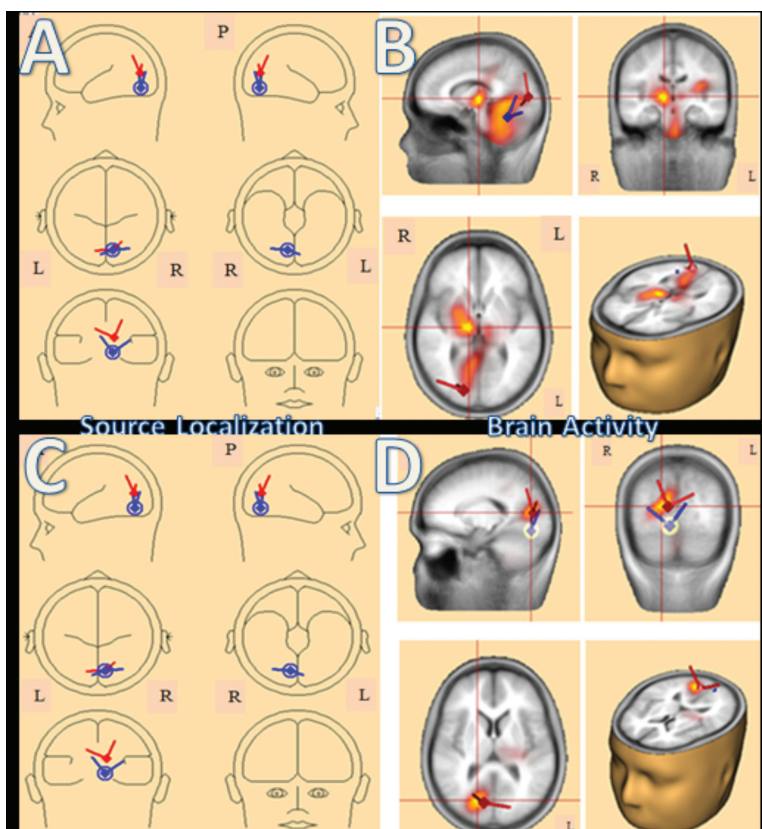 A P B
R L
R L
L R R L
L
Source Localization Brain Activity
C P D R L
L R R L
L